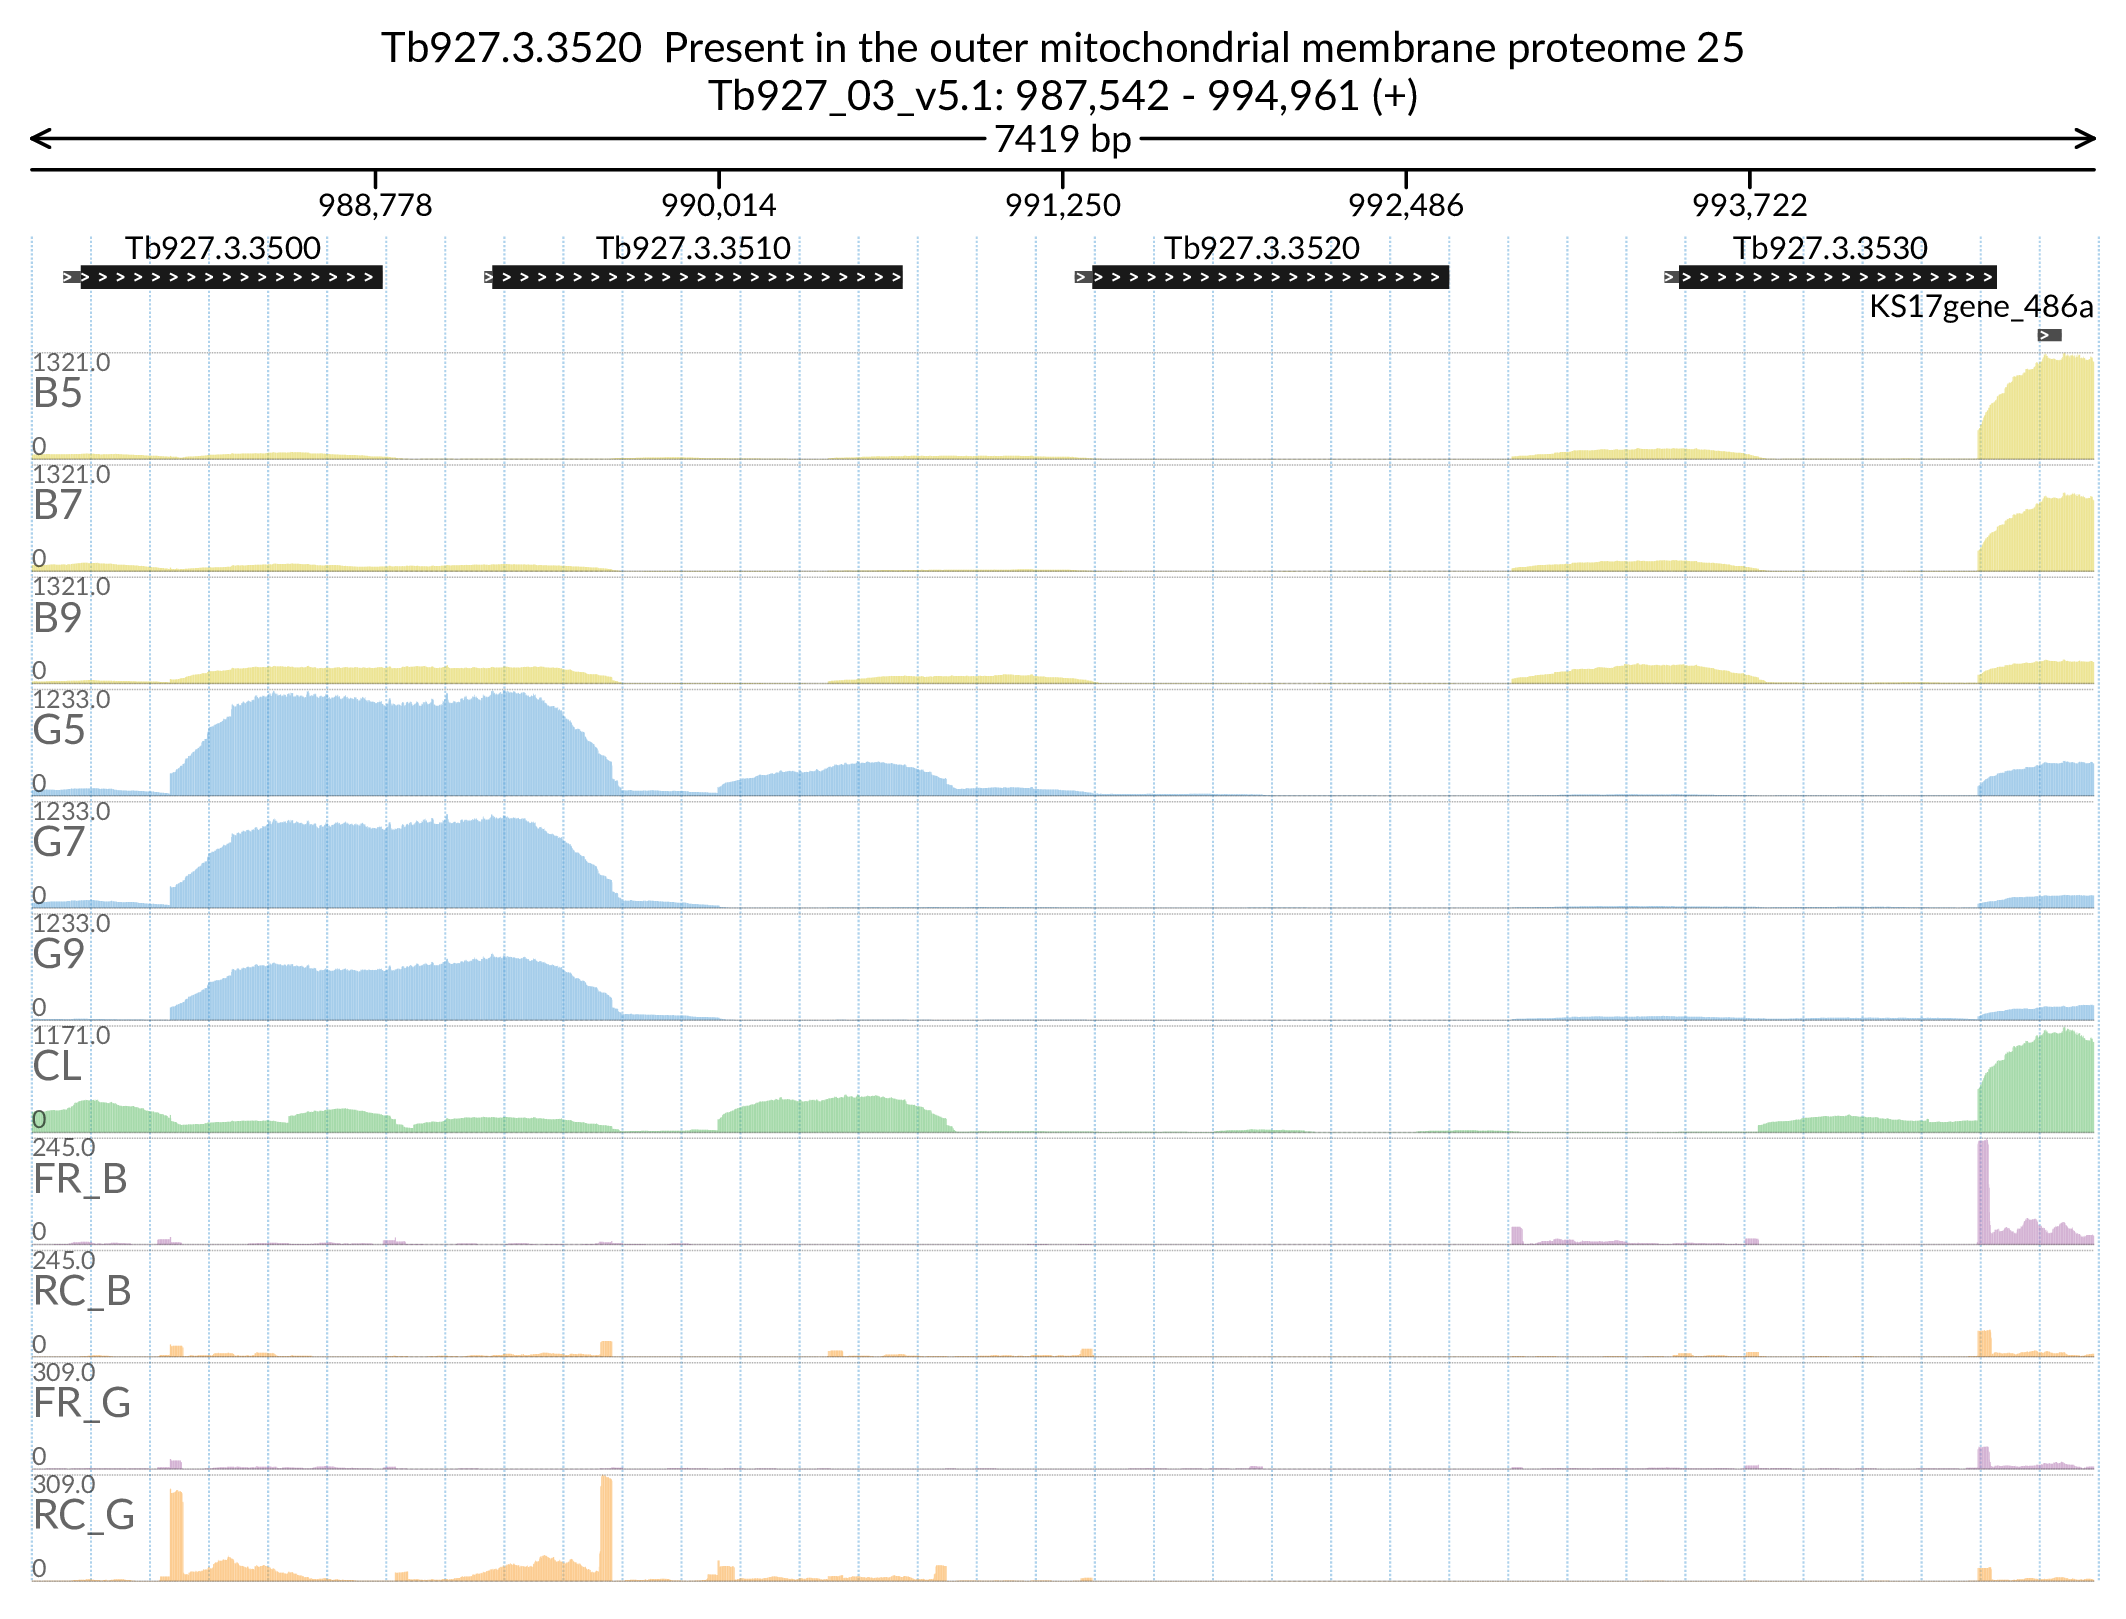 Tb927.3.3520 Present in the outer mitochondrial membrane proteome 25
Tb927_03_v5.1: 987,542 - 994,961 (+)
7419 bp
988,778 990,014 991,250 992,486 993,722
Tb927.3.3500 Tb927.3.3510 Tb927.3.3520 Tb927.3.3530
KS17gene_486a
1321.0
B5
0
1321.0
B7
0
1321.0
B9
0
1233.0
G5
0
1233.0
G7
0
1233.0
G9
0
1171.0
CL
0
245.0
FR_B
0
245.0
RC_B
0
309.0
FR_G
0
309.0
RC_G
0